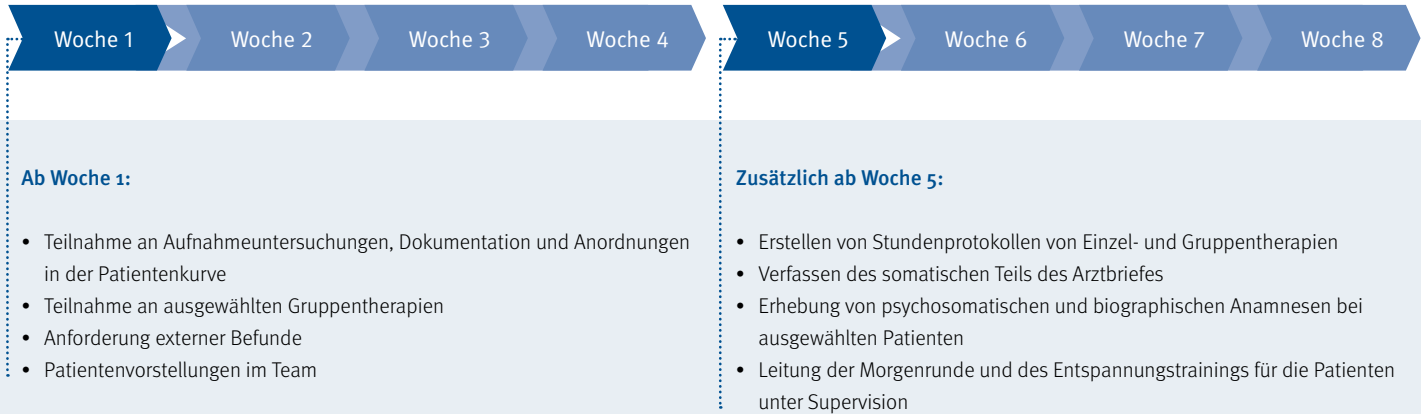 Woche 1
Woche 2
Woche 3
Woche 4
Woche 5
Woche 6
Woche 7
Woche 8
Ab Woche 1:
• Teilnahme an Aufnahmeuntersuchungen, Dokumentation und Anordnungen
in der Patientenkurve
• Teilnahme an ausgewählten Gruppentherapien
• Anforderung externer Befunde
• Patientenvorstellungen im Team
Zusätzlich ab Woche 5:
• Erstellen von Stundenprotokollen von Einzel- und Gruppentherapien
• Verfassen des somatischen Teils des Arztbriefes
• Erhebung von psychosomatischen und biographischen Anamnesen bei
ausgewählten Patienten
• Leitung der Morgenrunde und des Entspannungstrainings für die Patienten
unter Supervision